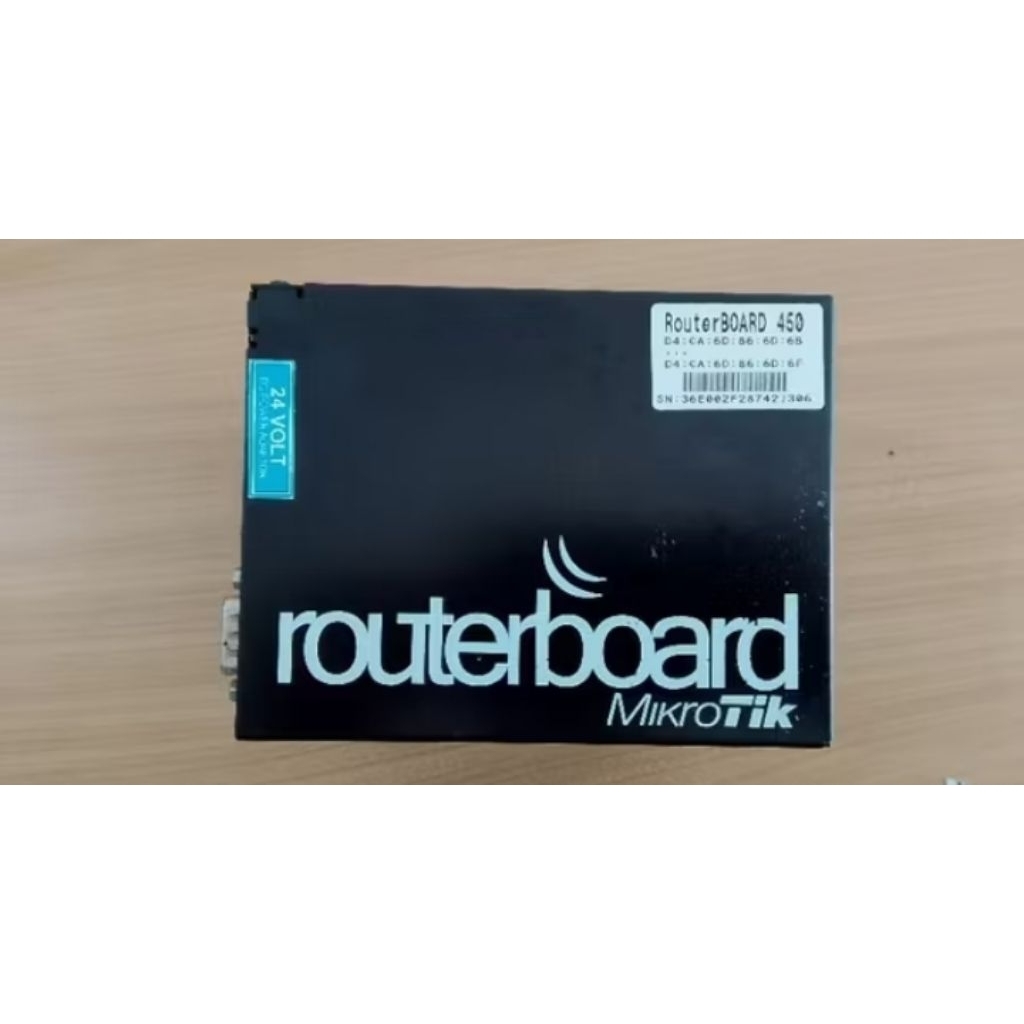 RouterBOARD 450
D4:CA:6D:86:6D:6B
...
D4:CA:6D:86:6D:6F
SN:36E002F28742/306
24 VOLT
routerboard
MikroTik